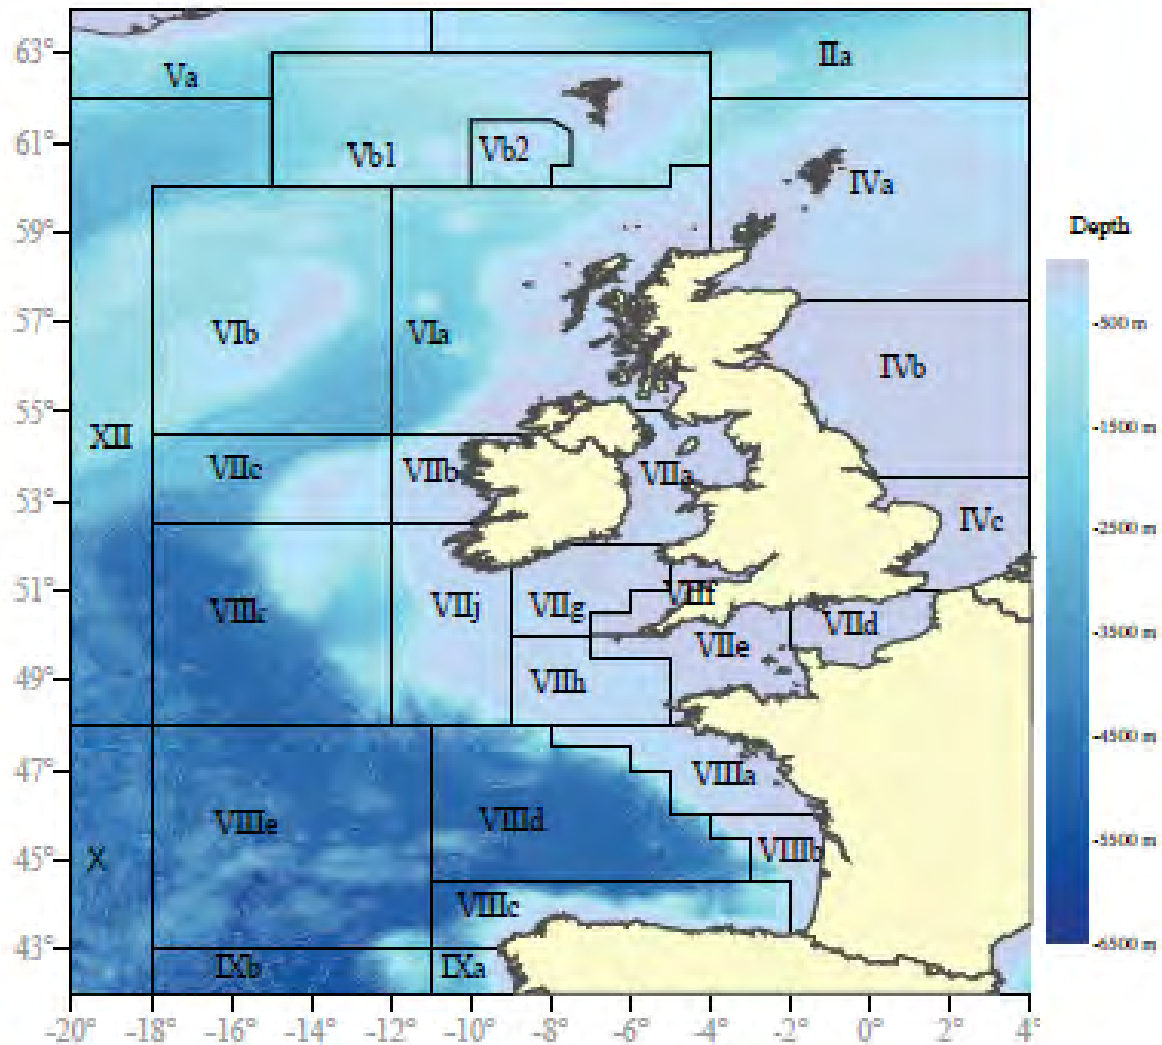 63°
Va
IIa
61°
Vb1
Vb2
IVa
59°
Depth
57°
VIb
VIa
-500 m
IVb
55°
XII
-1500 m
VIIc
VIIb
VIIa
53°
IVc
-2500 m
51°
VIIk
VIIj
VIIg
VIIf
VIId
-3500 m
VIIe
49°
VIIh
-4500 m
47°
VIIIa
VIIIe
VIIId
-5500 m
45°
X
VIIIb
VIIIc
43°
IXb
IXa
-6500 m
-20°
-18°
-16°
-14°
-12°
-10°
-8°
-6°
-4°
-2°
0°
2°
4°